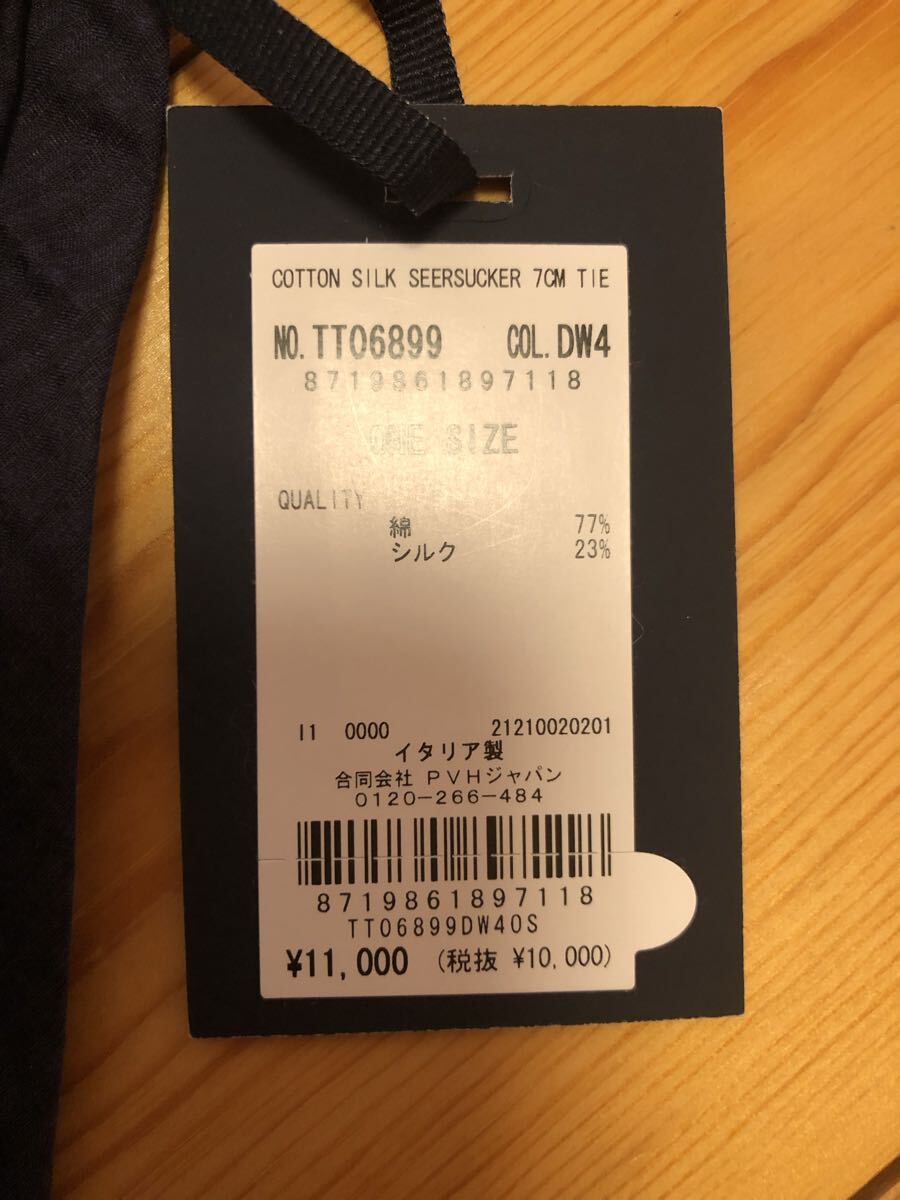 COTTON SILK SEERSUCKER 7CM TIE
NO. TT06899 COL. DW4
8719861897118
ONE SIZE
QUALITY
綿 77%
シルク 23%
I1 0000 21210020201
イタリア製
合同会社 PVHジャパン
0120-266-484
8719861897118
TT06899DW4OS
¥11,000 (税抜 ¥10,000)